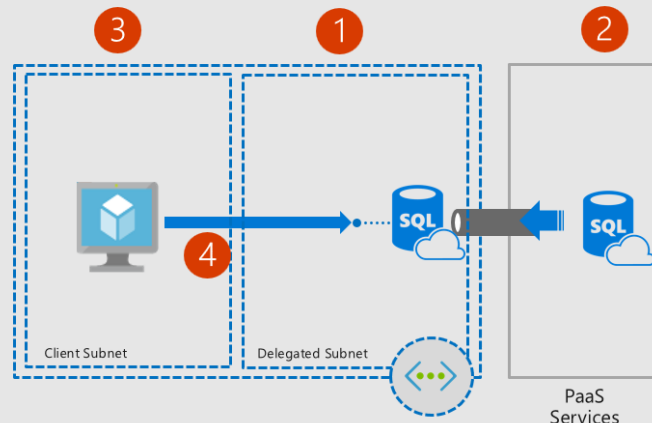 3
1
2
SQL
SQL
4
Client Subnet
Delegated Subnet
PaaS
Services